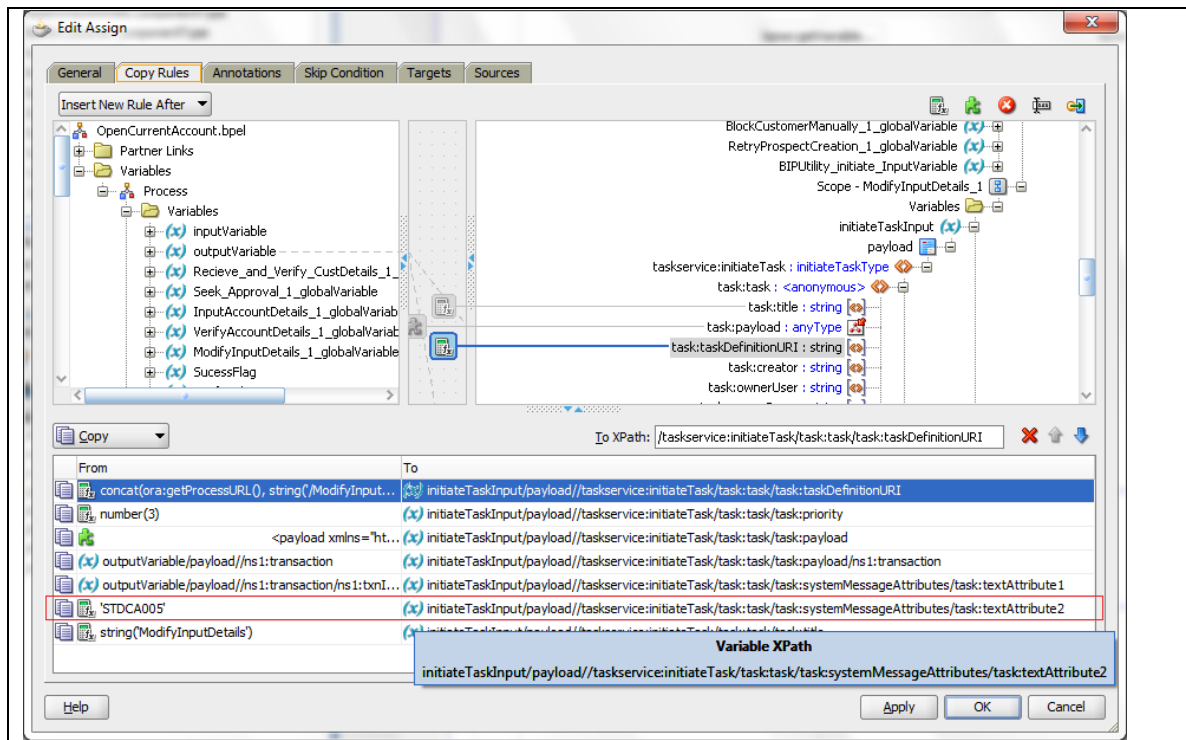 Edit Assign
General Copy Rules Annotations Skip Condition Targets Sources
Insert New Rule After
OpenCurrentAccount.bpel
Partner Links
Variables
Process
Variables
inputVariable
outputVariable
Recieve_and_Verify_CustDetails_1_
Seek_Approval_1_globalVariable
InputAccountDetails_1_globalVariab
VerifyAccountDetails_1_globalVariab
ModifyInputDetails_1_globalVariable
SucessFlag
BlockCustomerManually_1_globalVariable (x)
RetryProspectCreation_1_globalVariable (x)
BIPUtility_initiate_InputVariable (x)
Scope - ModifyInputDetails_1
Variables
initiateTaskInput (x)
payload
taskservice:initiateTask : initiateTaskType
task:task : <anonymous>
task:title : string
task:payload : anyType
task:taskDefinitionURI : string
task:creator : string
task:ownerUser : string
Copy
To XPath: /taskservice:initiateTask/task:task/task:taskDefinitionURI
From To
concat(ora:getProcessURL(), string('/ModifyInput... initiateTaskInput/payload//taskservice:initiateTask/task:task/task:taskDefinitionURI
number(3) (x) initiateTaskInput/payload//taskservice:initiateTask/task:task/task:priority
<payload xmlns="ht... (x) initiateTaskInput/payload//taskservice:initiateTask/task:task/task:payload
(x) outputVariable/payload//ns1:transaction (x) initiateTaskInput/payload//taskservice:initiateTask/task:task/task:payload/ns1:transaction
(x) outputVariable/payload//ns1:transaction/ns1:txnI... (x) initiateTaskInput/payload//taskservice:initiateTask/task:task/task:systemMessageAttributes/task:textAttribute1
'STDCA005' (x) initiateTaskInput/payload//taskservice:initiateTask/task:task/task:systemMessageAttributes/task:textAttribute2
string('ModifyInputDetails')
Variable XPath
initiateTaskInput/payload//taskservice:initiateTask/task:task/task:systemMessageAttributes/task:textAttribute2
Help Apply OK Cancel